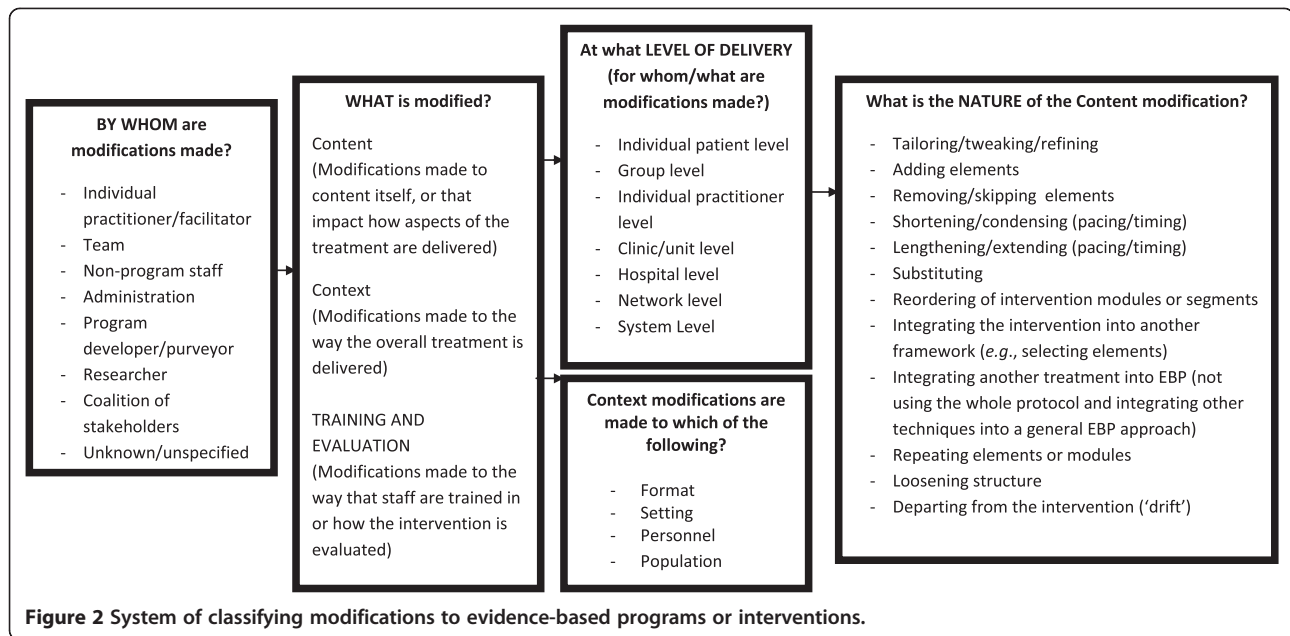 BY WHOM are
modifications made?
- Individual
practitioner/facilitator
- Team
- Non-program staff
- Administration
- Program
developer/purveyor
- Researcher
- Coalition of
stakeholders
- Unknown/unspecified
WHAT is modified?
Content
(Modifications made to
content itself, or that
impact how aspects of the
treatment are delivered)
Context
(Modifications made to the
way the overall treatment is
delivered)
TRAINING AND
EVALUATION
(Modifications made to the
way that staff are trained in
or how the intervention is
evaluated)
At what LEVEL OF DELIVERY
(for whom/what are
modifications made?)
- Individual patient level
- Group level
- Individual practitioner
level
- Clinic/unit level
- Hospital level
- Network level
- System Level
Context modifications are
made to which of the
following?
- Format
- Setting
- Personnel
- Population
What is the NATURE of the Content modification?
- Tailoring/tweaking/refining
- Adding elements
- Removing/skipping elements
- Shortening/condensing (pacing/timing)
- Lengthening/extending (pacing/timing)
- Substituting
- Reordering of intervention modules or segments
- Integrating the intervention into another
framework (e.g., selecting elements)
- Integrating another treatment into EBP (not
using the whole protocol and integrating other
techniques into a general EBP approach)
- Repeating elements or modules
- Loosening structure
- Departing from the intervention (‘drift’)
Figure 2 System of classifying modifications to evidence-based programs or interventions.